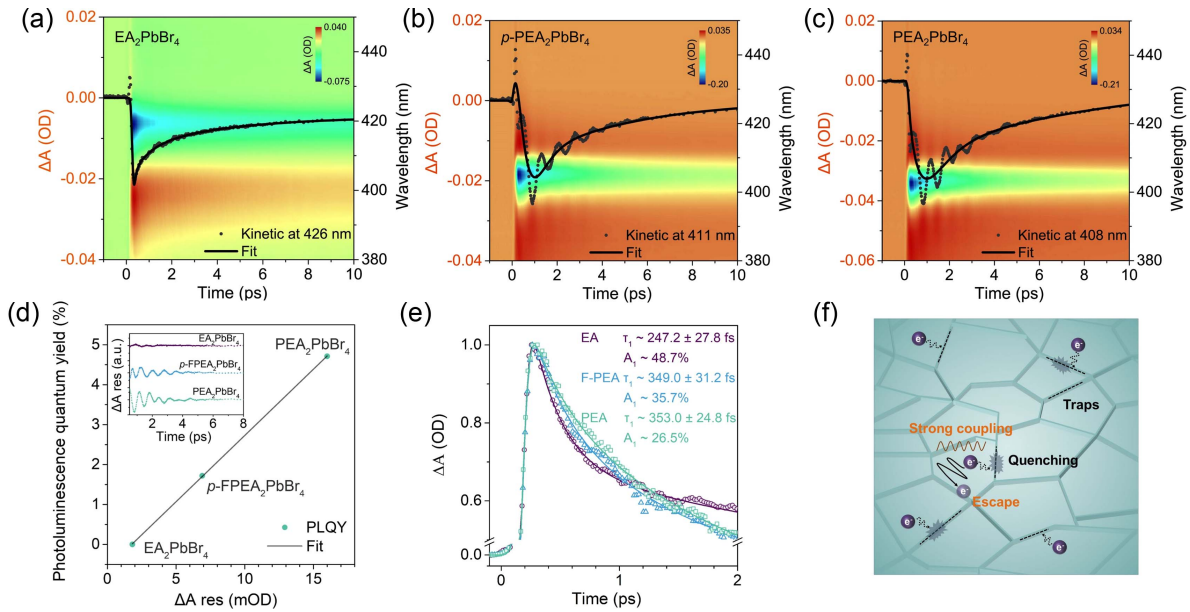 (a)
EA₂PbBr₄
0.02
0.00
-0.02
-0.04
ΔA (OD)
0.040
-0.075
ΔA (OD)
440
420
400
380
Wavelength (nm)
Kinetic at 426 nm
Fit
0 2 4 6 8 10
Time (ps)
(b)
p-PEA₂PbBr₄
0.02
0.00
-0.02
-0.04
ΔA (OD)
0.035
-0.20
ΔA (OD)
440
420
400
380
Wavelength (nm)
Kinetic at 411 nm
Fit
0 2 4 6 8 10
Time (ps)
(c)
PEA₂PbBr₄
0.02
0.00
-0.02
-0.04
-0.06
ΔA (OD)
0.034
-0.21
ΔA (OD)
440
420
400
380
Wavelength (nm)
Kinetic at 408 nm
Fit
0 2 4 6 8 10
Time (ps)
(d)
Photoluminescence quantum yield (%)
5
4
3
2
1
0
ΔA res (a.u.)
EA₂PbBr₄
p-FPEA₂PbBr₄
PEA₂PbBr₄
2 4 6 8
Time (ps)
PEA₂PbBr₄
p-FPEA₂PbBr₄
EA₂PbBr₄
PLQY
Fit
0 5 10 15
ΔA res (mOD)
(e)
ΔA (OD)
1.0
0.8
0.6
0.0
EA τ₁ ~ 247.2 ± 27.8 fs
A₁ ~ 48.7%
F-PEA τ₁ ~ 349.0 ± 31.2 fs
A₁ ~ 35.7%
PEA τ₁ ~ 353.0 ± 24.8 fs
A₁ ~ 26.5%
0 1 2
Time (ps)
(f)
e⁻
e⁻
Traps
Strong coupling
e⁻
Quenching
e⁻
Escape
e⁻
e⁻